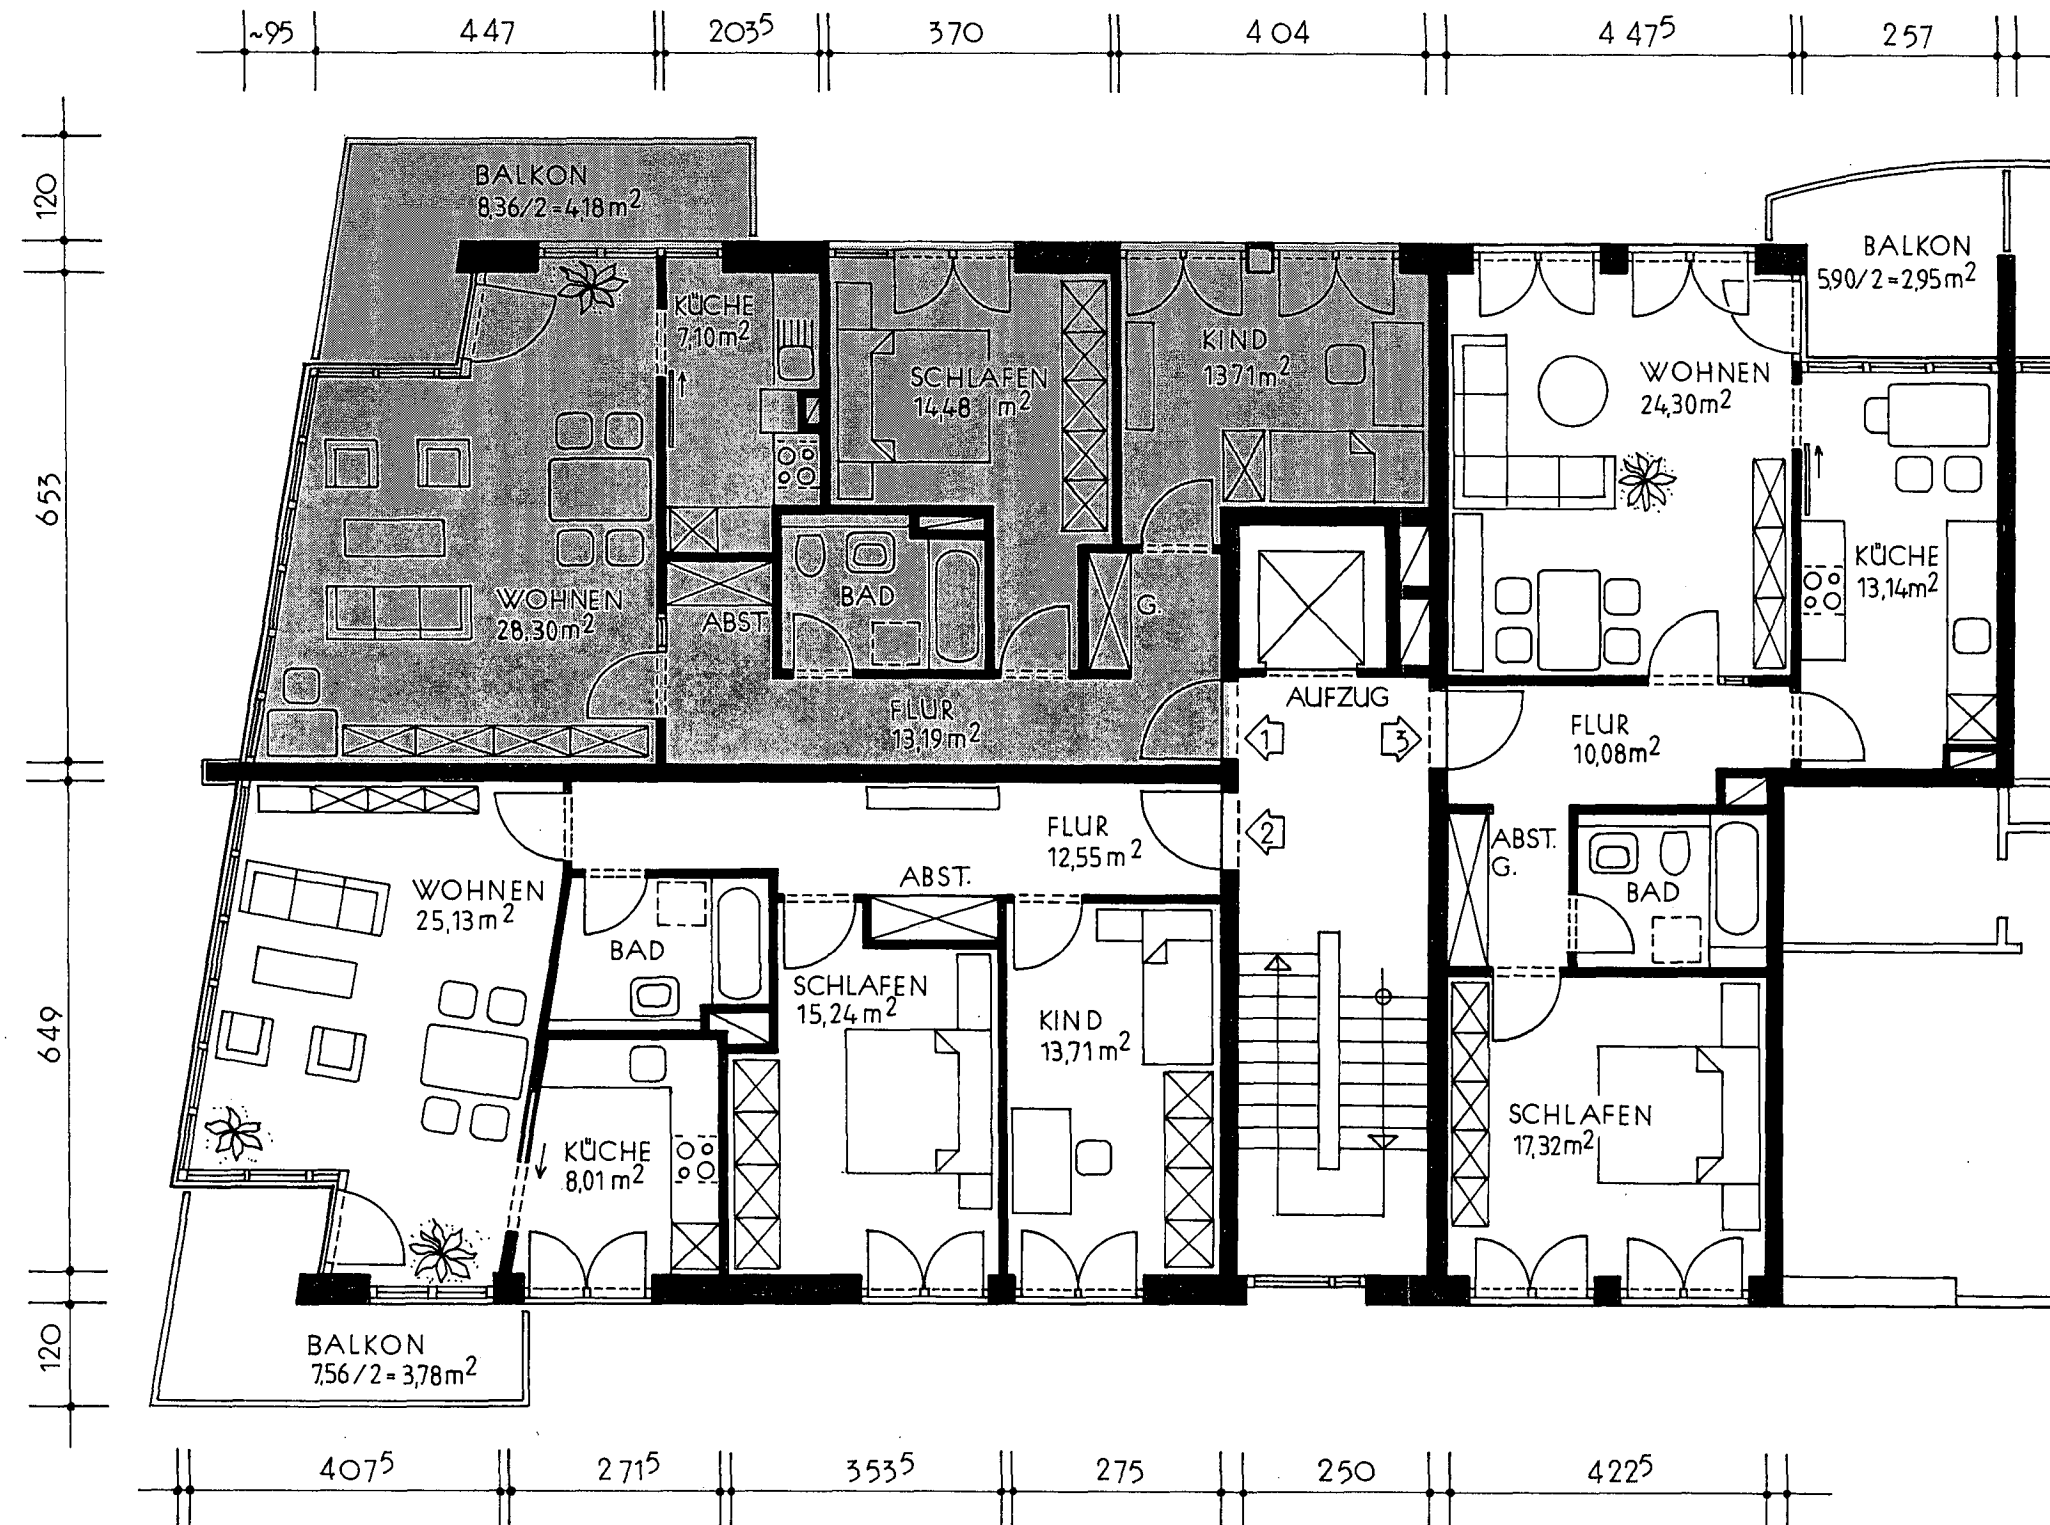 ~95 447 203⁵ 370 404 447⁵ 257
120
653
649
120
BALKON
8,36/2=4,18m²
KÜCHE
7,10m²
SCHLAFEN
14,48 m²
KIND
13,71m²
WOHNEN
28,30m²
ABST.
BAD
G.
FLUR
13,19m²
AUFZUG
1
3
2
BALKON
5,90/2=2,95m²
WOHNEN
24,30m²
KÜCHE
13,14m²
FLUR
10,08m²
ABST.
G.
BAD
SCHLAFEN
17,32m²
FLUR
12,55m²
ABST.
WOHNEN
25,13m²
BAD
SCHLAFEN
15,24m²
KIND
13,71m²
KÜCHE
8,01m²
BALKON
7,56/2=3,78m²
407⁵ 271⁵ 353⁵ 275 250 422⁵